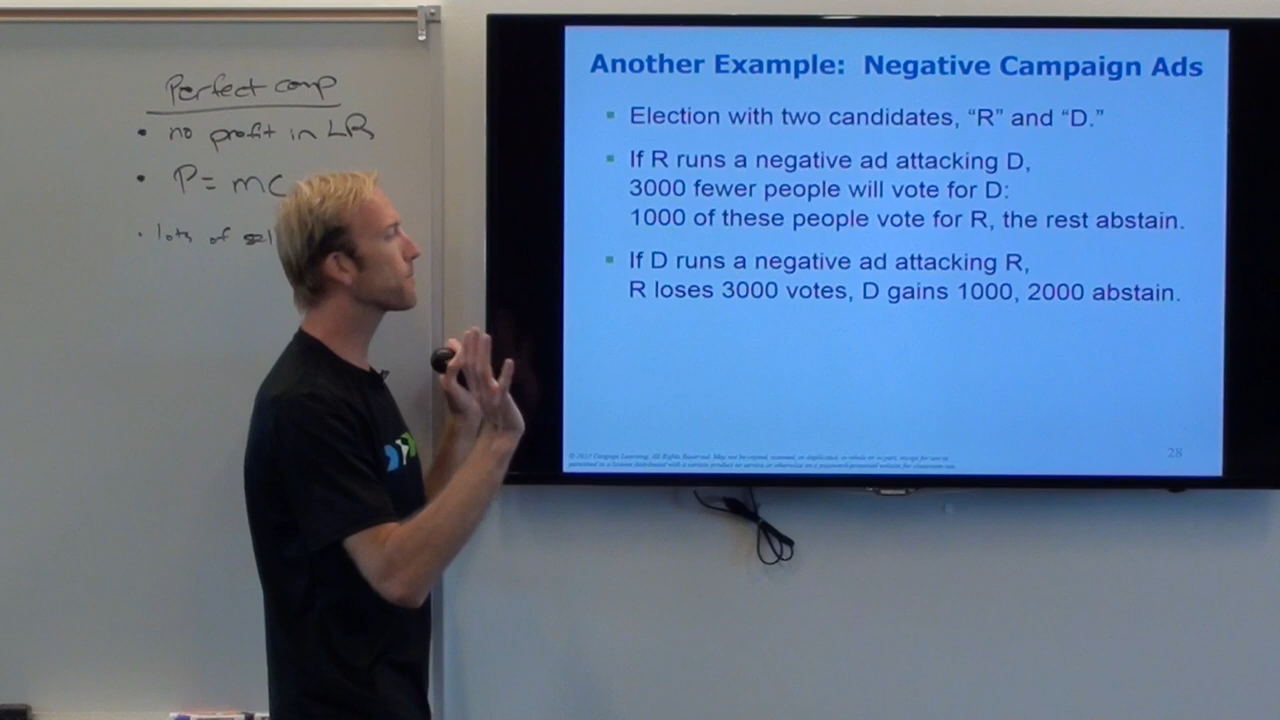 Perfect comp
• no profit in LR
• P = mc
• lots of
Another Example: Negative Campaign Ads
▪ Election with two candidates, “R” and “D.”
▪ If R runs a negative ad attacking D,
3000 fewer people will vote for D:
1000 of these people vote for R, the rest abstain.
▪ If D runs a negative ad attacking R,
R loses 3000 votes, D gains 1000, 2000 abstain.
28